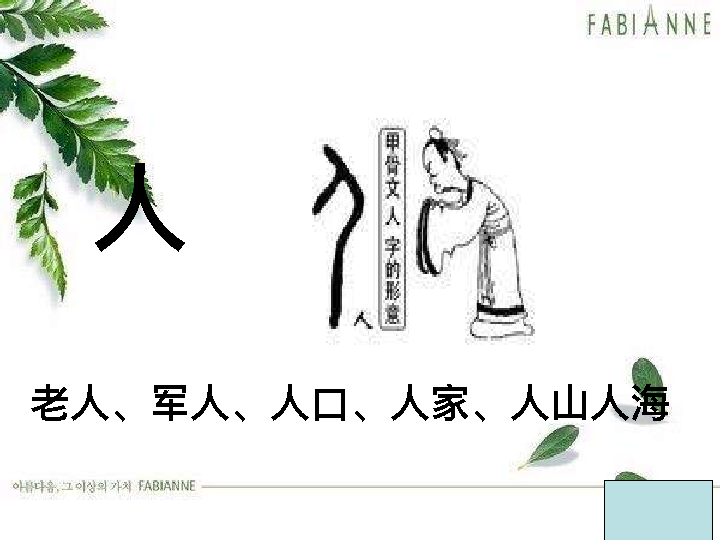 FABIANNE
人
甲骨文人字的形意
人
老人、军人、人口、人家、人山人海
아름다움, 그 이상의 가치 FABIANNE